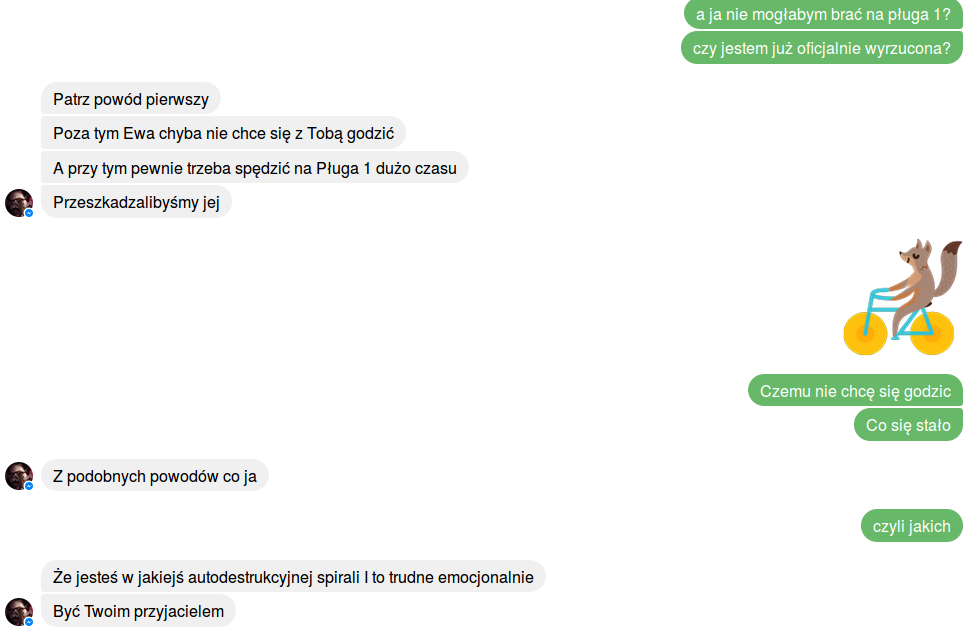 a ja nie mogłabym brać na pługa 1?
czy jestem już oficjalnie wyrzucona?
Patrz powód pierwszy
Poza tym Ewa chyba nie chce się z Tobą godzić
A przy tym pewnie trzeba spędzić na Pługa 1 dużo czasu
Przeszkadzalibyśmy jej
Czemu nie chcę się godzic
Co się stało
Z podobnych powodów co ja
czyli jakich
Że jesteś w jakiejś autodestrukcyjnej spirali I to trudne emocjonalnie
Być Twoim przyjacielem